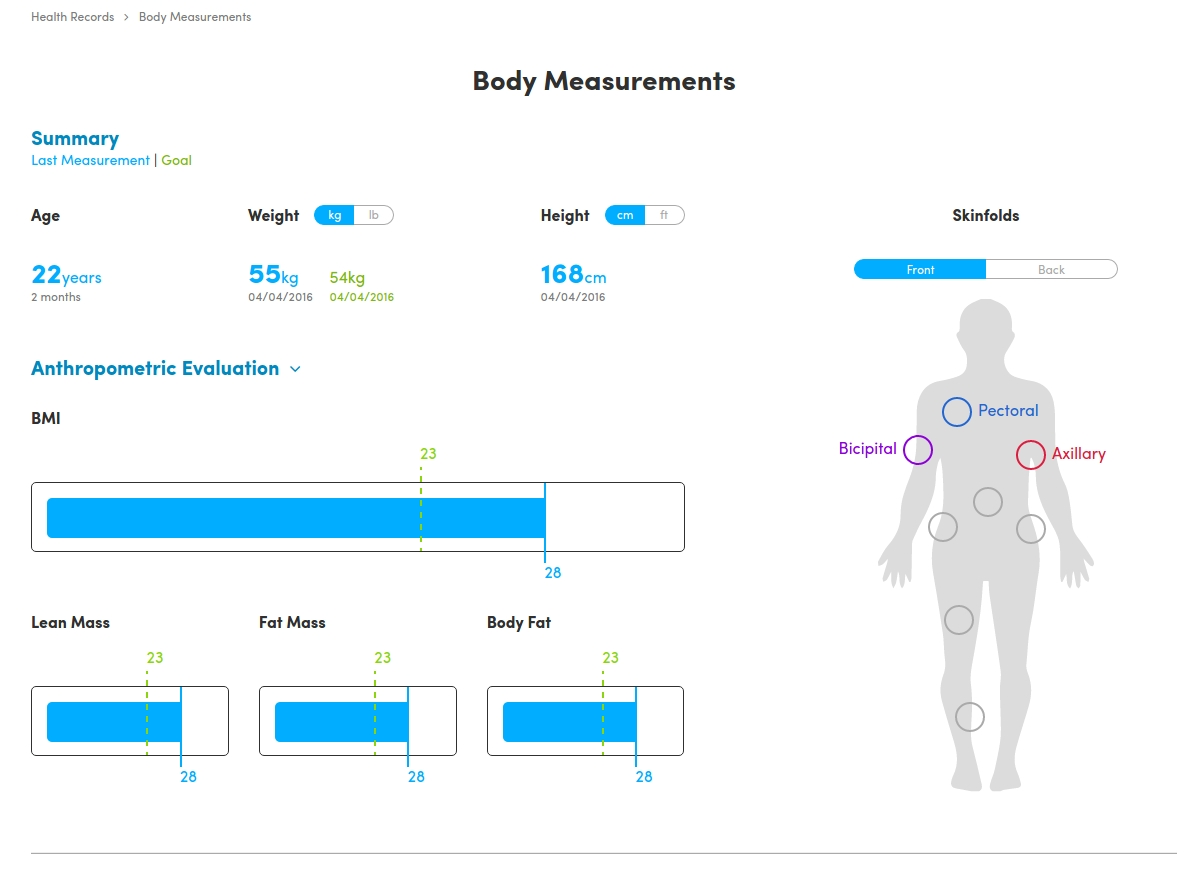 Health Records > Body Measurements
Body Measurements
Summary
Last Measurement | Goal
Age
22years
2 months
Weight kg lb
55kg 54kg
04/04/2016 04/04/2016
Height cm ft
168cm
04/04/2016
Anthropometric Evaluation
BMI
23
28
Lean Mass
23
28
Fat Mass
23
28
Body Fat
23
28
Skinfolds
Front Back
Pectoral
Bicipital
Axillary